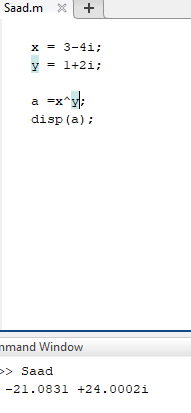 Saad.m × +
x = 3-4i;
y = 1+2i;
a =x^y;
disp(a);
mmand Window
>> Saad
-21.0831 +24.0002i